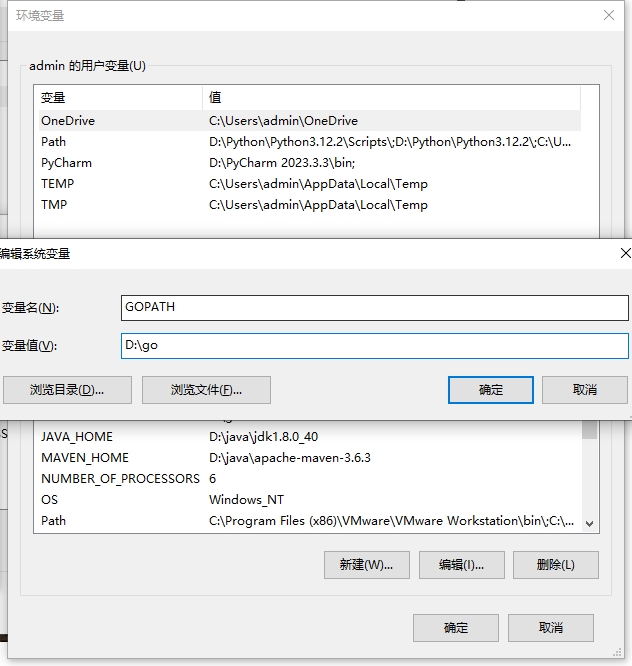 环境变量
admin 的用户变量(U)
变量 值
OneDrive C:\Users\admin\OneDrive
Path D:\Python\Python3.12.2\Scripts\;D:\Python\Python3.12.2\;C:\U...
PyCharm D:\PyCharm 2023.3.3\bin;
TEMP C:\Users\admin\AppData\Local\Temp
TMP C:\Users\admin\AppData\Local\Temp
编辑系统变量
变量名(N): GOPATH
变量值(V): D:\go
浏览目录(D)... 浏览文件(F)... 确定 取消
JAVA_HOME D:\java\jdk1.8.0_40
MAVEN_HOME D:\java\apache-maven-3.6.3
NUMBER_OF_PROCESSORS 6
OS Windows_NT
Path C:\Program Files (x86)\VMware\VMware Workstation\bin\;C:\...
新建(W)... 编辑(I)... 删除(L)
确定 取消